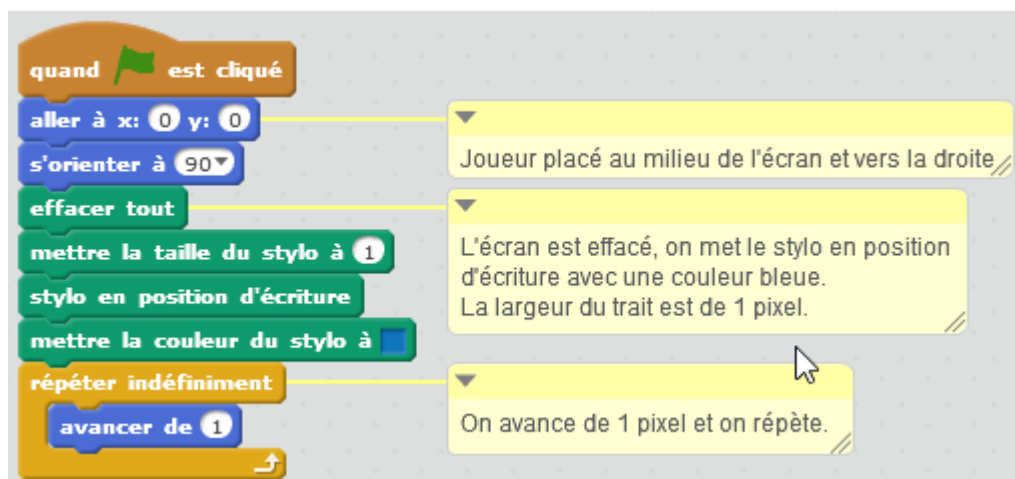 quand est cliqué
aller à x: 0 y: 0
s'orienter à 90
effacer tout
mettre la taille du stylo à 1
stylo en position d'écriture
mettre la couleur du stylo à
répéter indéfiniment
avancer de 1
Joueur placé au milieu de l'écran et vers la droite
L'écran est effacé, on met le stylo en position
d'écriture avec une couleur bleue.
La largeur du trait est de 1 pixel.
On avance de 1 pixel et on répète.